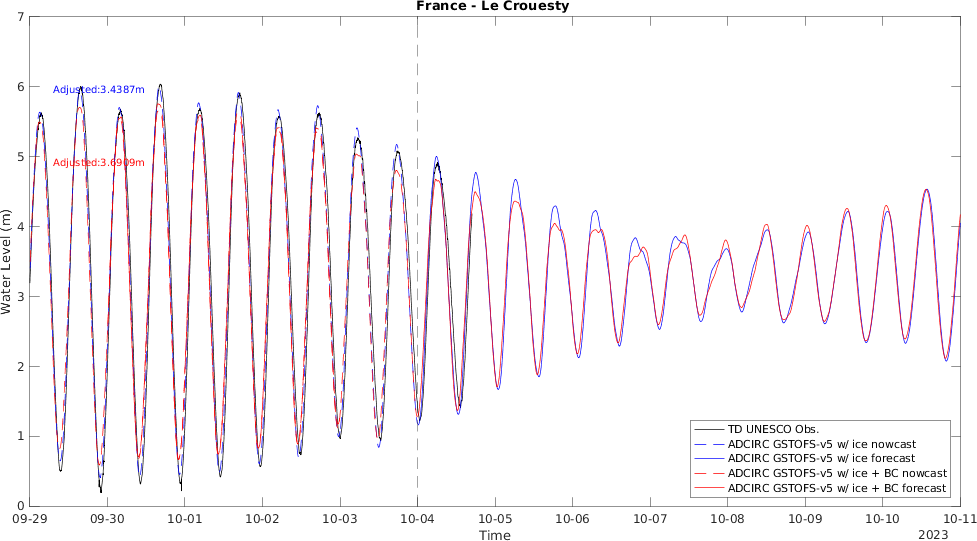 France - Le Crouesty
7
6
5
4
3
2
1
0
Water Level (m)
Adjusted:3.4387m
Adjusted:3.6909m
TD UNESCO Obs.
ADCIRC GSTOFS-v5 w/ ice nowcast
ADCIRC GSTOFS-v5 w/ ice forecast
ADCIRC GSTOFS-v5 w/ ice + BC nowcast
ADCIRC GSTOFS-v5 w/ ice + BC forecast
09-29 09-30 10-01 10-02 10-03 10-04 10-05 10-06 10-07 10-08 10-09 10-10 10-11
Time
2023